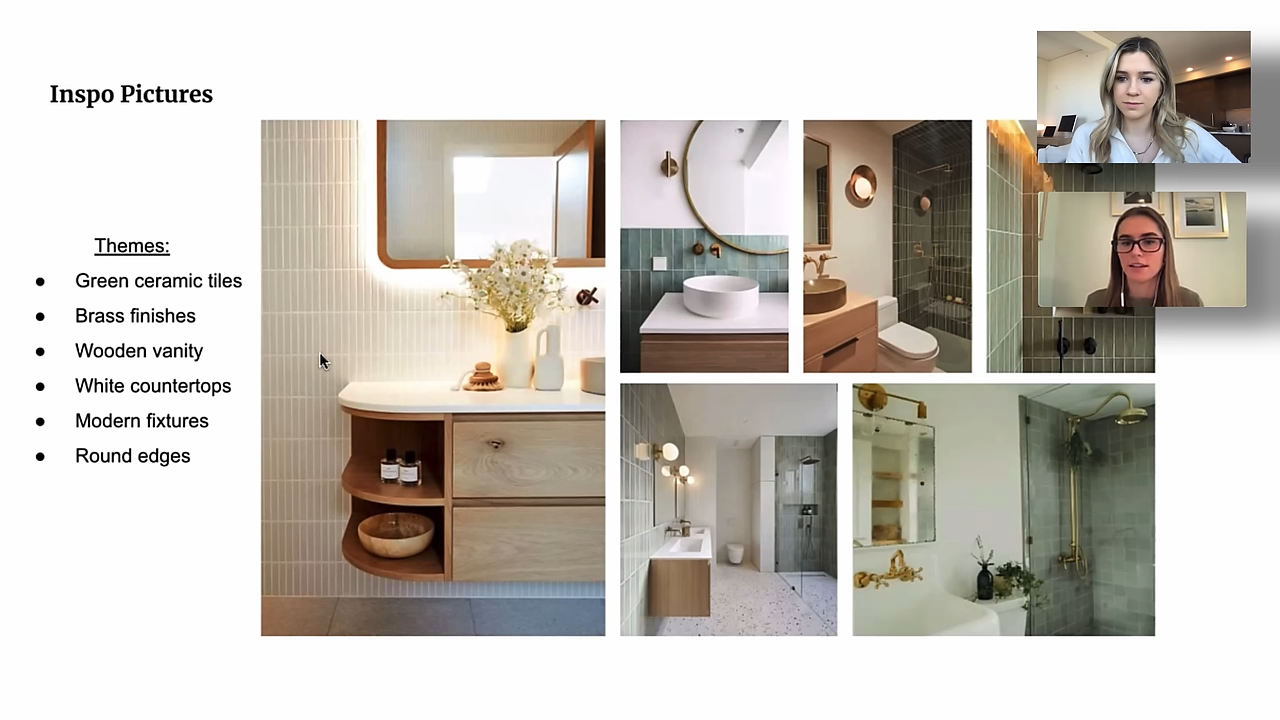 Inspo Pictures
Themes:
● Green ceramic tiles
● Brass finishes
● Wooden vanity
● White countertops
● Modern fixtures
● Round edges